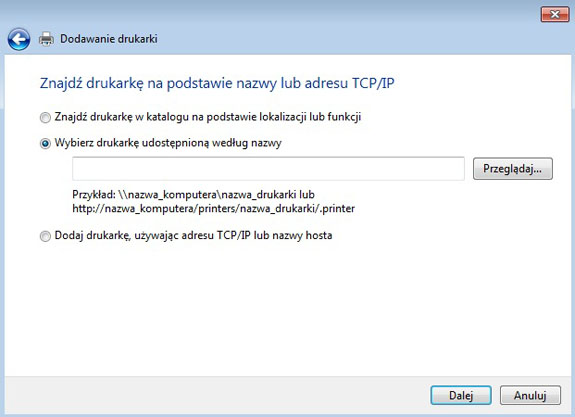 Dodawanie drukarki
Znajdź drukarkę na podstawie nazwy lub adresu TCP/IP
Znajdź drukarkę w katalogu na podstawie lokalizacji lub funkcji
Wybierz drukarkę udostępnioną według nazwy
Przeglądaj...
Przykład: \\nazwa_komputera\nazwa_drukarki lub
http://nazwa_komputera/printers/nazwa_drukarki/.printer
Dodaj drukarkę, używając adresu TCP/IP lub nazwy hosta
Dalej Anuluj